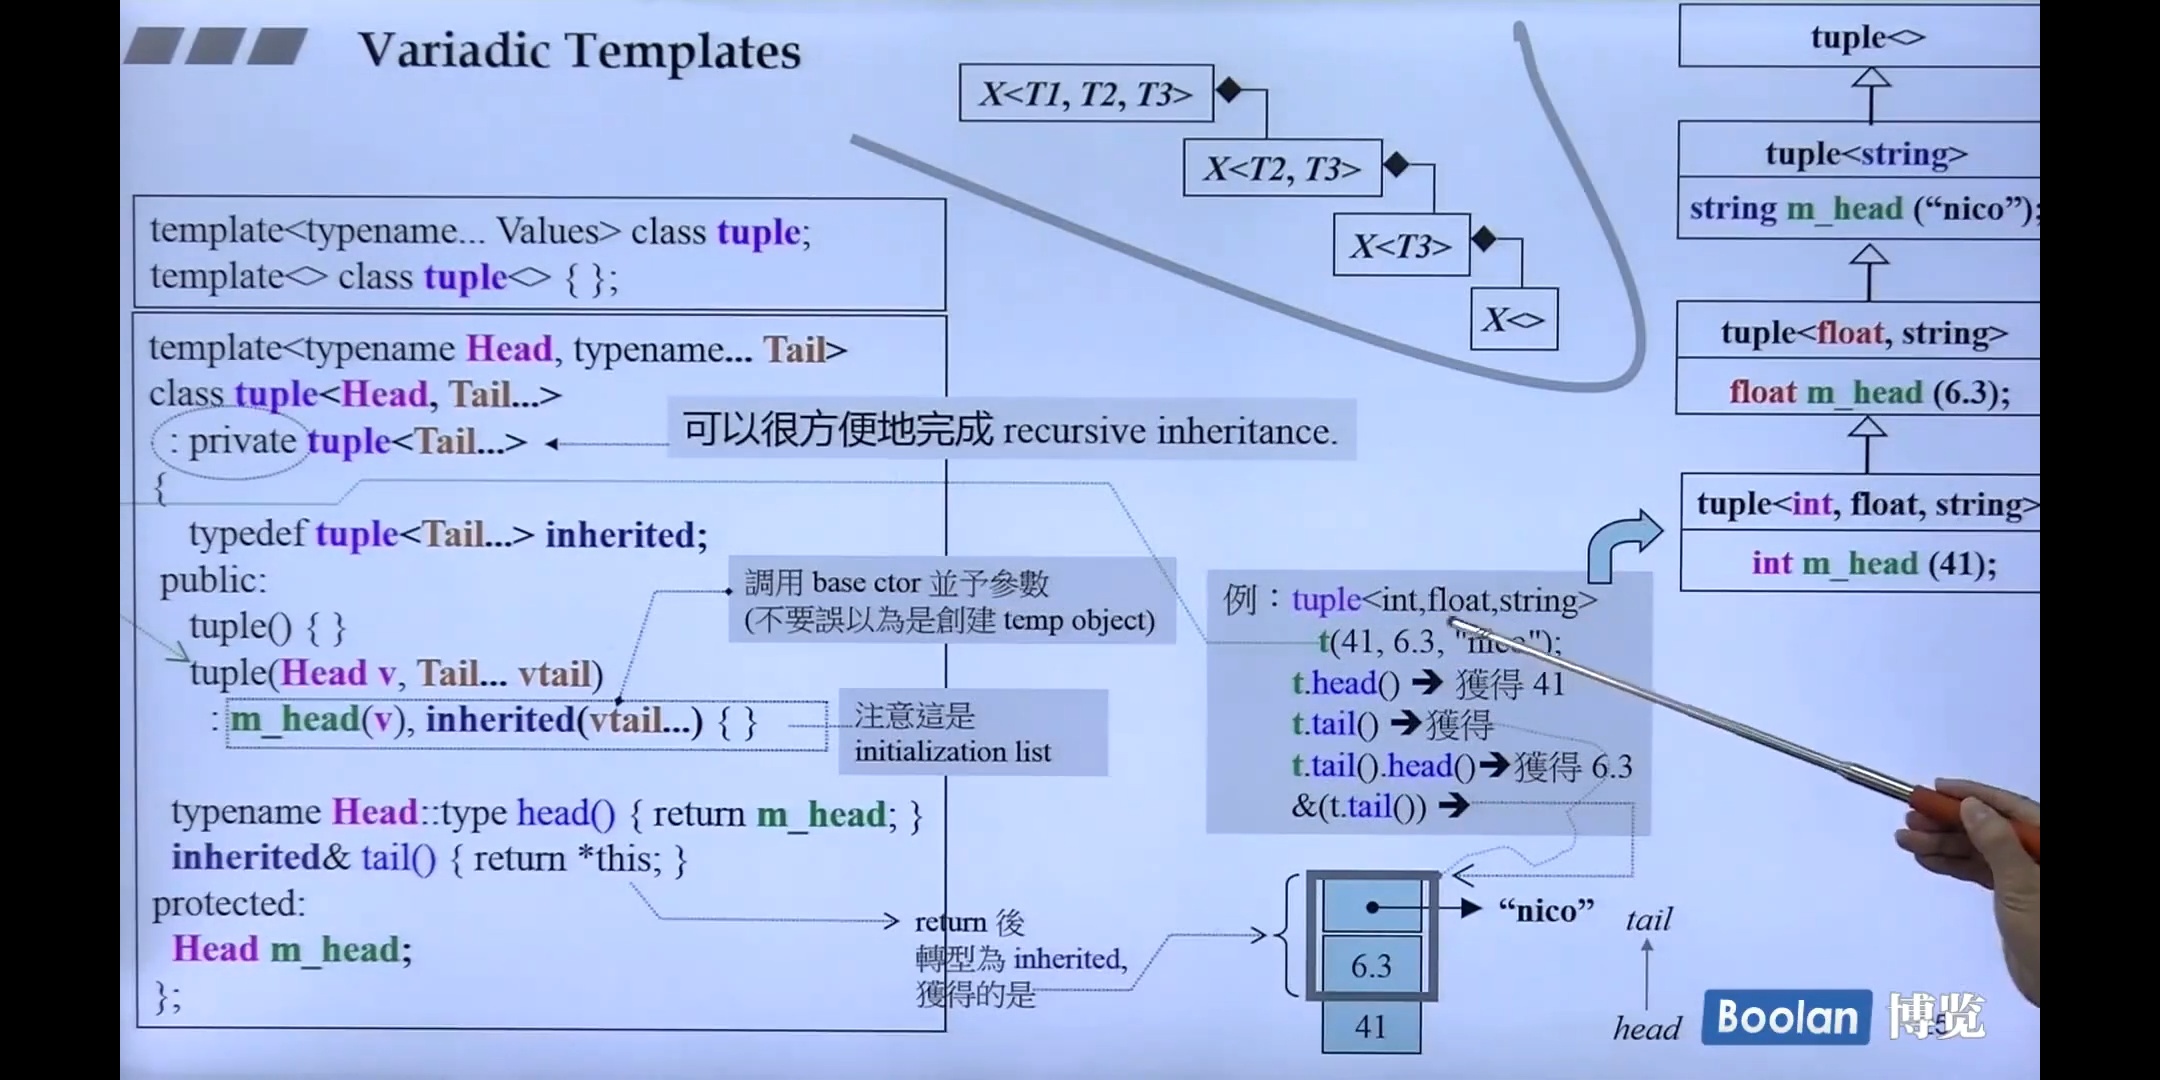 Variadic Templates
template<typename... Values> class tuple;
template<> class tuple<> { };
template<typename Head, typename... Tail>
class tuple<Head, Tail...>
: private tuple<Tail...>
{
typedef tuple<Tail...> inherited;
public:
tuple() { }
tuple(Head v, Tail... vtail)
: m_head(v), inherited(vtail...) { }
typename Head::type head() { return m_head; }
inherited& tail() { return *this; }
protected:
Head m_head;
};
可以很方便地完成 recursive inheritance.
調用 base ctor 並予參數
(不要誤以為是創建 temp object)
注意這是
initialization list
return 後
轉型為 inherited,
獲得的是
X<T1, T2, T3>
X<T2, T3>
X<T3>
X<>
例：tuple<int,float,string>
t(41, 6.3, "nico");
t.head() ➔ 獲得 41
t.tail() ➔獲得
t.tail().head()➔獲得 6.3
&(t.tail()) ➔
“nico”
6.3
41
tail
head
tuple<>
tuple<string>
string m_head (“nico”);
tuple<float, string>
float m_head (6.3);
tuple<int, float, string>
int m_head (41);
Boolan 博览